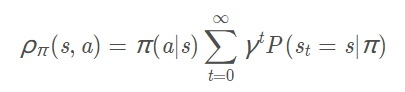 ρ_π(s, a) = π(a|s) ∑_{t=0}^{∞} γ^t P(s_t = s|π)